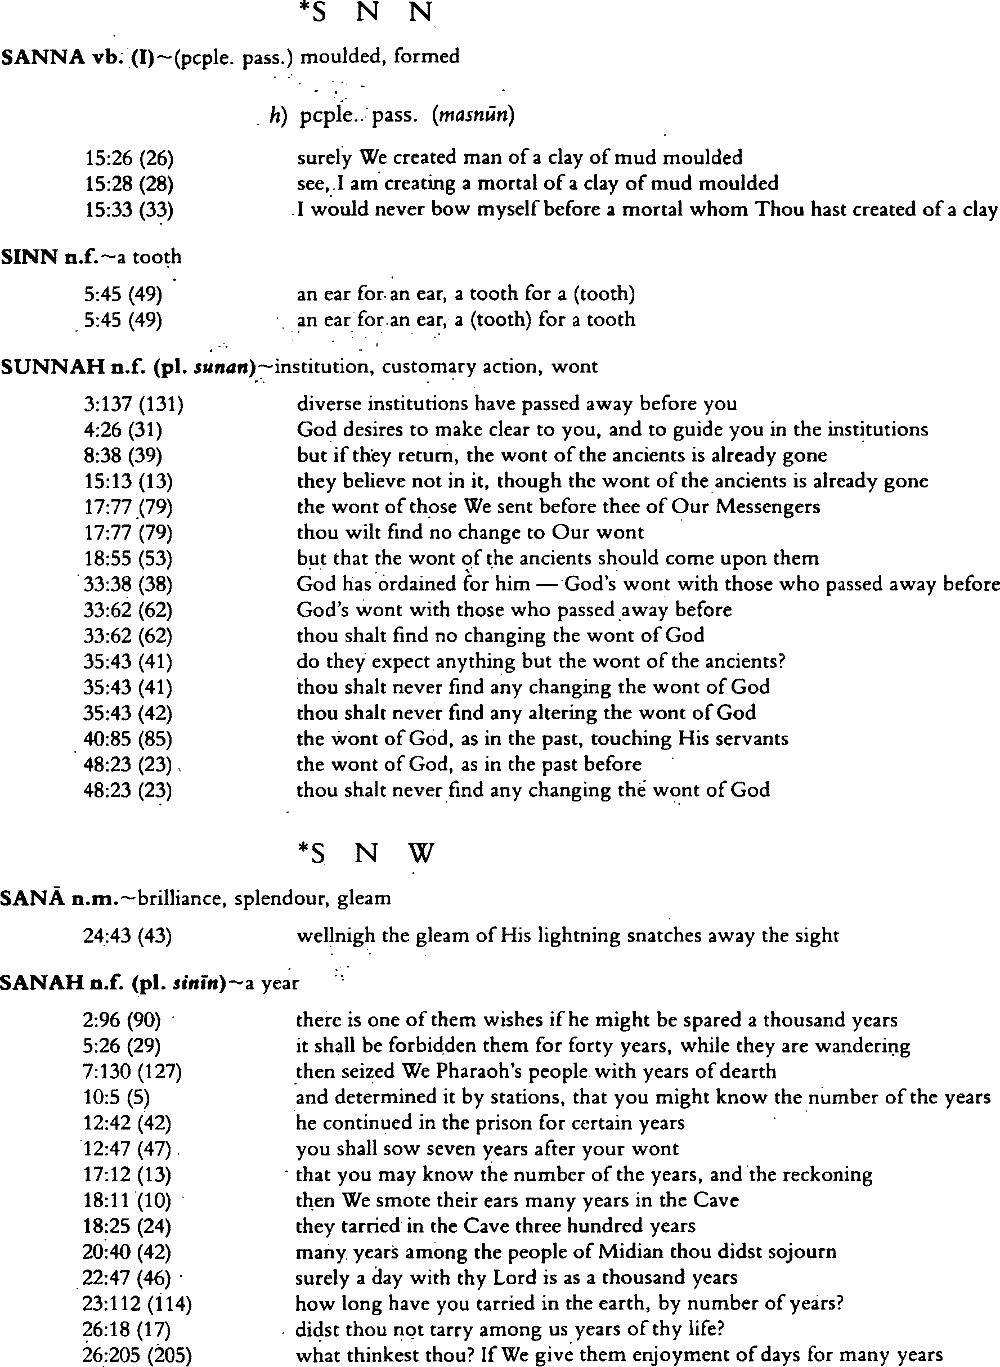 *S N N
SANNA vb. (I)~(pcple. pass.) moulded, formed
h) pcple. pass. (masnūn)
15:26 (26) surely We created man of a clay of mud moulded
15:28 (28) see, I am creating a mortal of a clay of mud moulded
15:33 (33) I would never bow myself before a mortal whom Thou hast created of a clay
SINN n.f.~a tooth
5:45 (49) an ear for an ear, a tooth for a (tooth)
5:45 (49) an ear for an ear, a (tooth) for a tooth
SUNNAH n.f. (pl. sunan)~institution, customary action, wont
3:137 (131) diverse institutions have passed away before you
4:26 (31) God desires to make clear to you, and to guide you in the institutions
8:38 (39) but if they return, the wont of the ancients is already gone
15:13 (13) they believe not in it, though the wont of the ancients is already gone
17:77 (79) the wont of those We sent before thee of Our Messengers
17:77 (79) thou wilt find no change to Our wont
18:55 (53) but that the wont of the ancients should come upon them
33:38 (38) God has ordained for him — God's wont with those who passed away before
33:62 (62) God's wont with those who passed away before
33:62 (62) thou shalt find no changing the wont of God
35:43 (41) do they expect anything but the wont of the ancients?
35:43 (41) thou shalt never find any changing the wont of God
35:43 (42) thou shalt never find any altering the wont of God
40:85 (85) the wont of God, as in the past, touching His servants
48:23 (23) the wont of God, as in the past before
48:23 (23) thou shalt never find any changing the wont of God
*S N W
SANĀ n.m.~brilliance, splendour, gleam
24:43 (43) wellnigh the gleam of His lightning snatches away the sight
SANAH n.f. (pl. sinīn)~a year
2:96 (90) there is one of them wishes if he might be spared a thousand years
5:26 (29) it shall be forbidden them for forty years, while they are wandering
7:130 (127) then seized We Pharaoh's people with years of dearth
10:5 (5) and determined it by stations, that you might know the number of the years
12:42 (42) he continued in the prison for certain years
12:47 (47) you shall sow seven years after your wont
17:12 (13) that you may know the number of the years, and the reckoning
18:11 (10) then We smote their ears many years in the Cave
18:25 (24) they tarried in the Cave three hundred years
20:40 (42) many years among the people of Midian thou didst sojourn
22:47 (46) surely a day with thy Lord is as a thousand years
23:112 (114) how long have you tarried in the earth, by number of years?
26:18 (17) didst thou not tarry among us years of thy life?
26:205 (205) what thinkest thou? If We give them enjoyment of days for many years